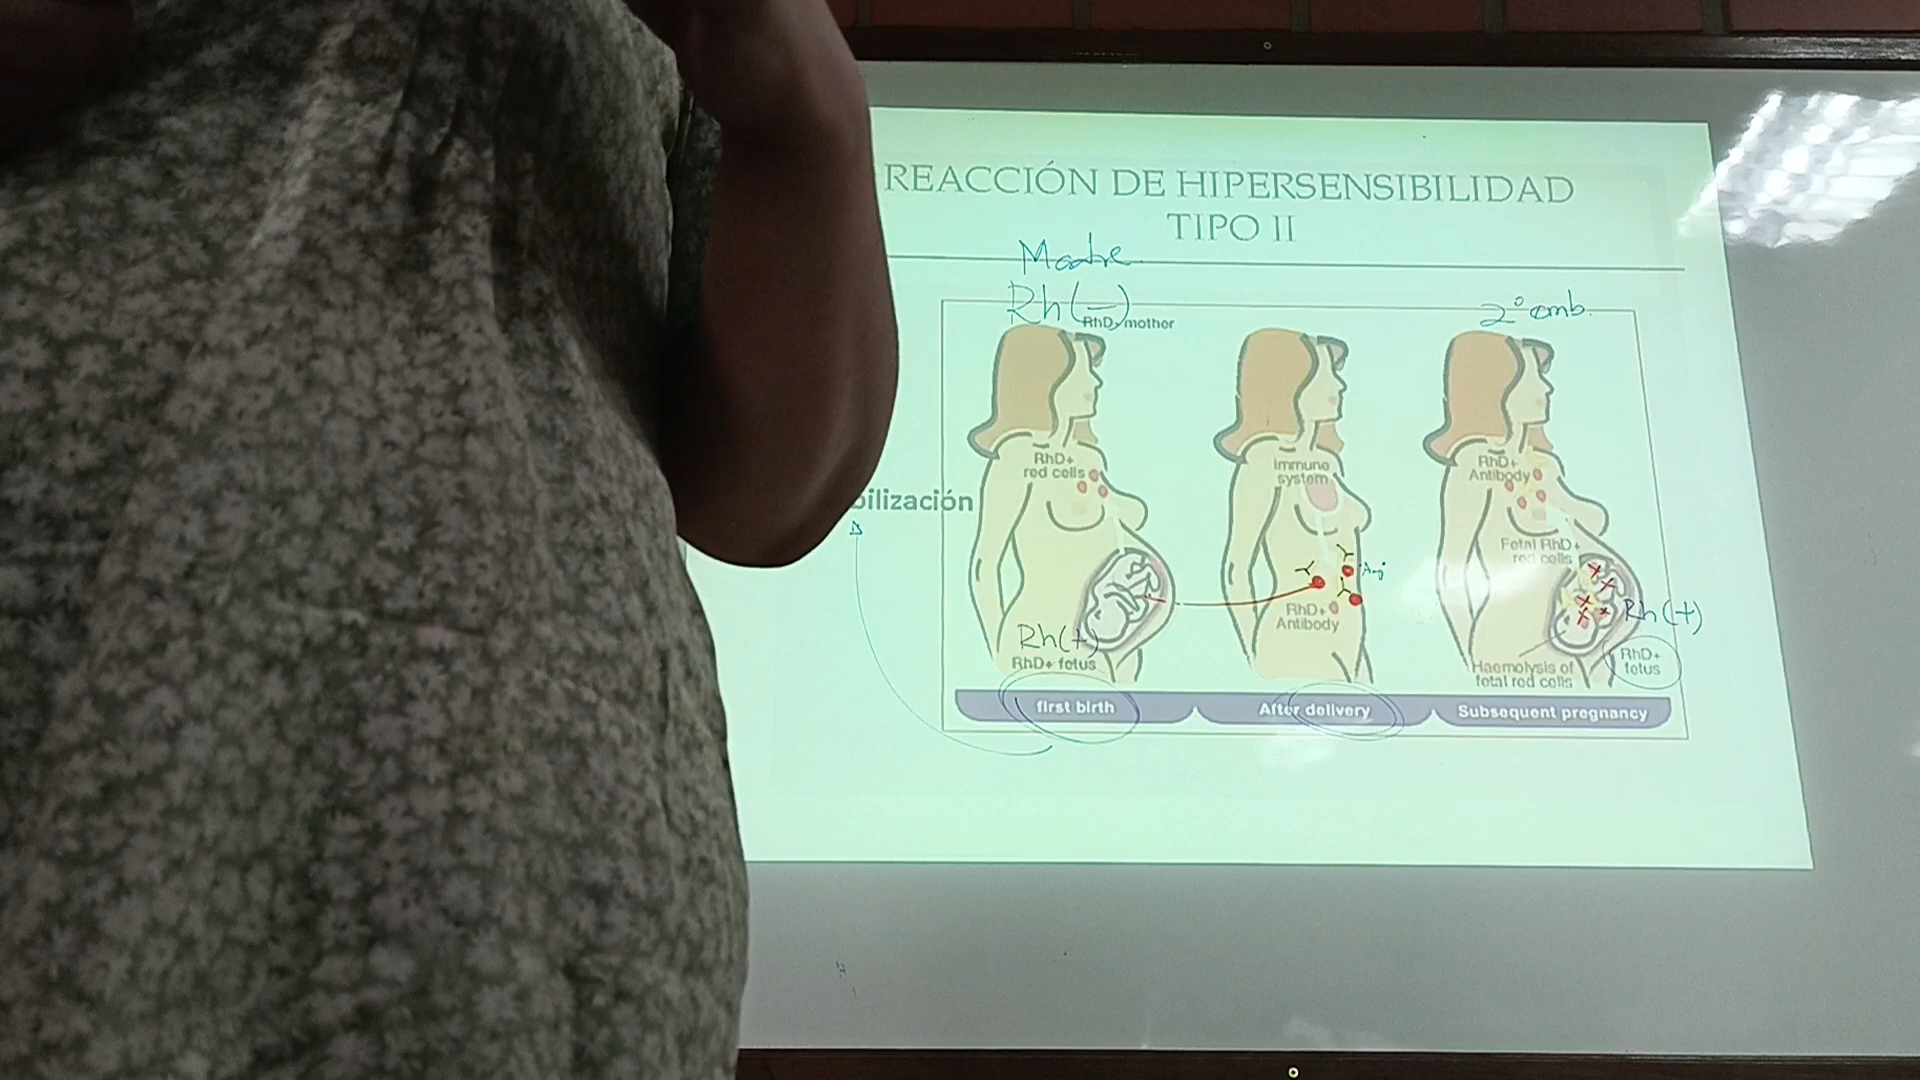 REACCIÓN DE HIPERSENSIBILIDAD
TIPO II
Madre
Rh (-)
RhD- mother
2° emb.
RhD+
red cells
Immune
system
RhD+
Antibody
bilización
Fetal RhD+
red cells
RhD+
Antibody
Rh(+)
RhD+ fetus
Rh(+)
RhD+
fetus
Haemolysis of
fetal red cells
first birth
After delivery
Subsequent pregnancy